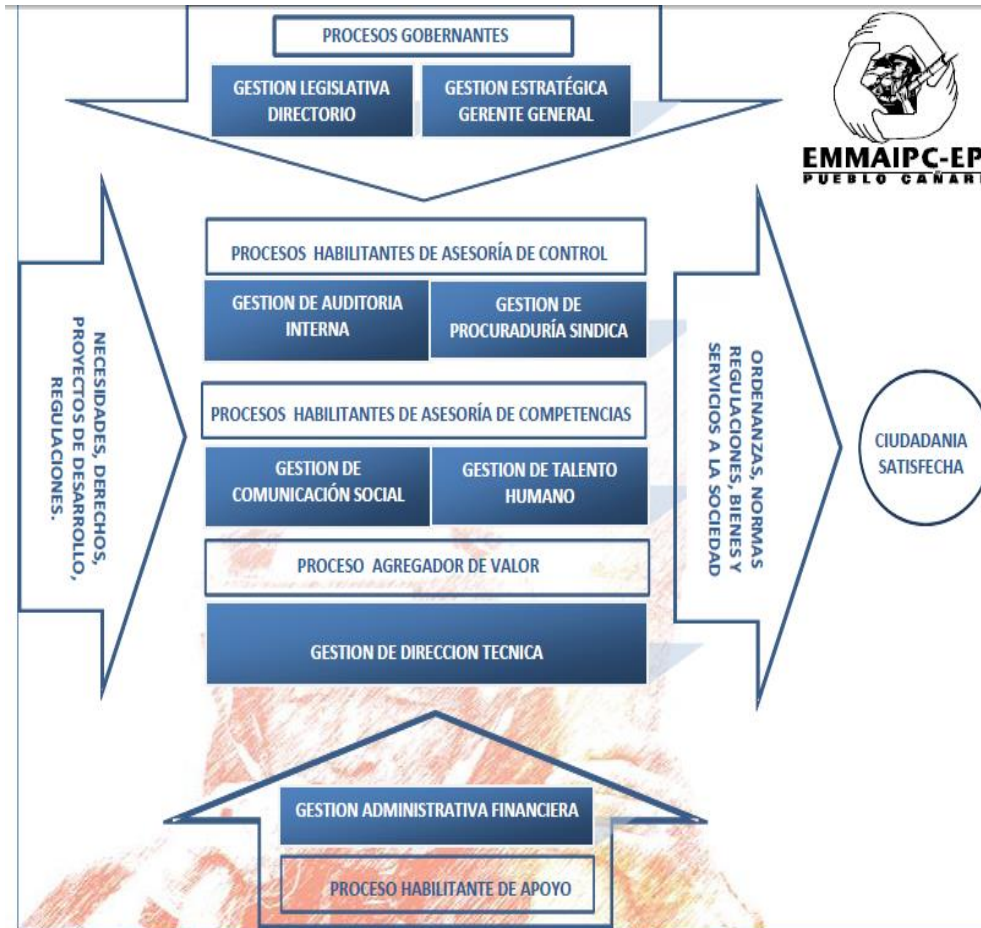 PROCESOS GOBERNANTES
GESTION LEGISLATIVA
DIRECTORIO
GESTIÓN ESTRATÉGICA
GERENTE GENERAL
EMMAIPC-EP
PUEBLO CAÑARI
PROCESOS HABILITANTES DE ASESORÍA DE CONTROL
GESTION DE AUDITORIA
INTERNA
GESTIÓN DE
PROCURADURÍA SINDICA
NECESIDADES, DERECHOS,
PROYECTOS DE DESARROLLO,
REGULACIONES.
PROCESOS HABILITANTES DE ASESORÍA DE COMPETENCIAS
GESTIÓN DE
COMUNICACIÓN SOCIAL
GESTION DE TALENTO
HUMANO
ORDENANZAS, NORMAS
REGULACIONES, BIENES Y
SERVICIOS A LA SOCIEDAD
CIUDADANIA
SATISFECHA
PROCESO AGREGADOR DE VALOR
GESTION DE DIRECCION TECNICA
GESTION ADMINISTRATIVA FINANCIERA
PROCESO HABILITANTE DE APOYO